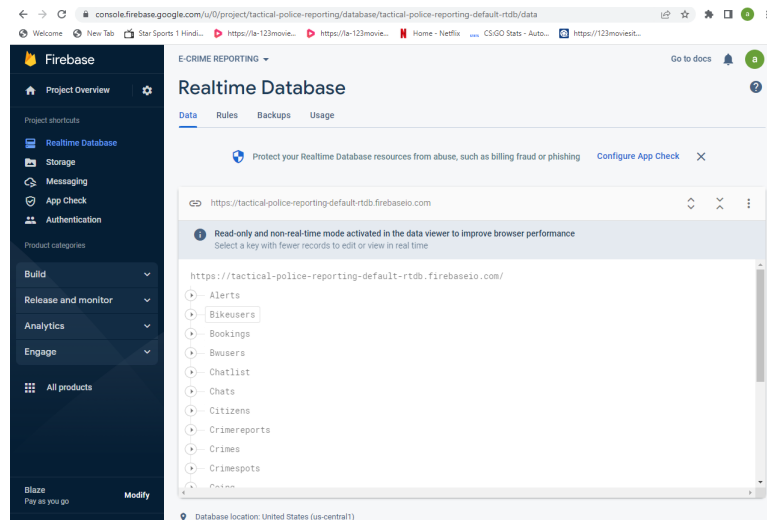 console.firebase.google.com/u/0/project/tactical-police-reporting/database/tactical-police-reporting-default-rtdb/data
Welcome New Tab Star Sports 1 Hindi... https://la-123movie... https://la-123movie... Home - Netflix CS:GO Stats - Auto... https://123moviesit...
Firebase
E-CRIME REPORTING
Go to docs
a
Project Overview
Realtime Database
Project shortcuts
Data Rules Backups Usage
Realtime Database
Storage
Messaging
App Check
Authentication
Product categories
Build
Release and monitor
Analytics
Engage
All products
Blaze
Pay as you go
Modify
Protect your Realtime Database resources from abuse, such as billing fraud or phishing Configure App Check
https://tactical-police-reporting-default-rtdb.firebaseio.com
Read-only and non-real-time mode activated in the data viewer to improve browser performance
Select a key with fewer records to edit or view in real time
https://tactical-police-reporting-default-rtdb.firebaseio.com/
Alerts
Bikeusers
Bookings
Bwusers
Chatlist
Chats
Citizens
Crimereports
Crimes
Crimespots
Database location: United States (us-central1)